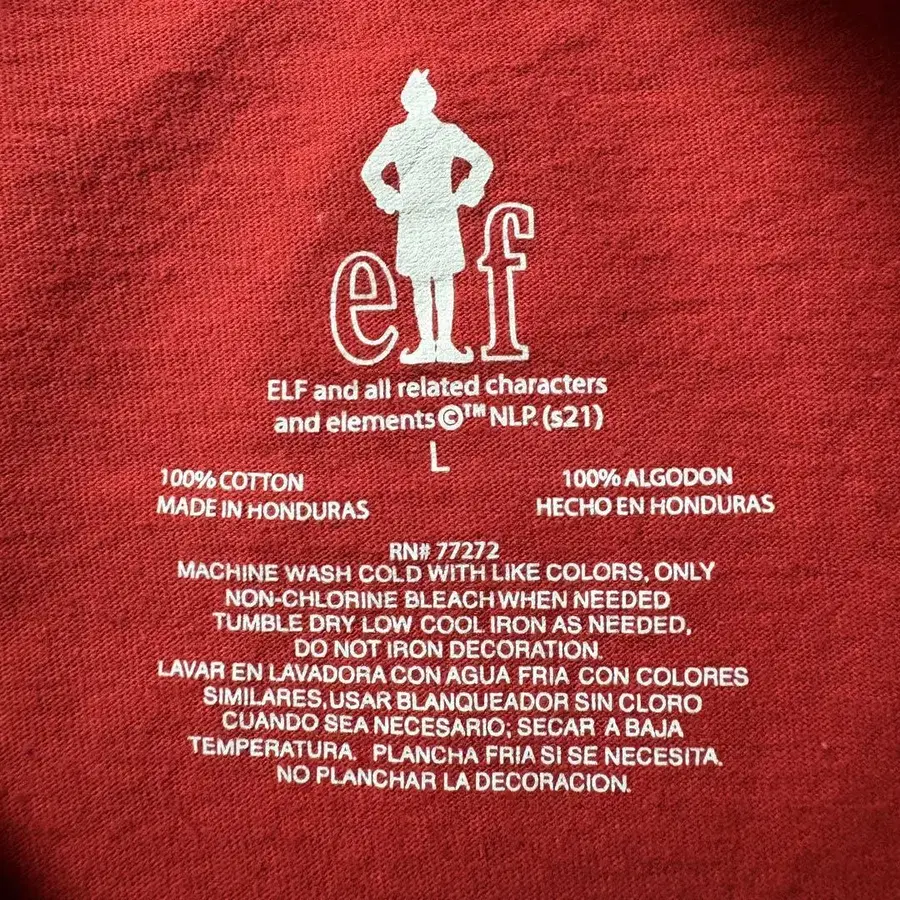 elf
ELF and all related characters
and elements©™ NLP. (s21)
L
100% COTTON
MADE IN HONDURAS
100% ALGODON
HECHO EN HONDURAS
RN# 77272
MACHINE WASH COLD WITH LIKE COLORS, ONLY
NON-CHLORINE BLEACH WHEN NEEDED
TUMBLE DRY LOW COOL IRON AS NEEDED,
DO NOT IRON DECORATION.
LAVAR EN LAVADORA CON AGUA FRIA CON COLORES
SIMILARES, USAR BLANQUEADOR SIN CLORO
CUANDO SEA NECESARIO; SECAR A BAJA
TEMPERATURA. PLANCHA FRIA SI SE NECESITA.
NO PLANCHAR LA DECORACION.